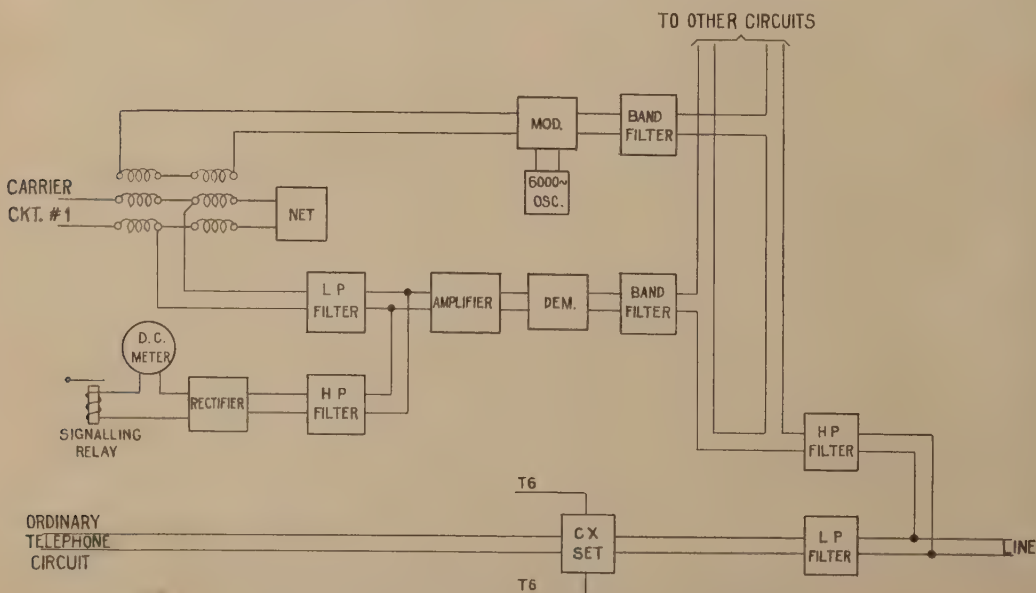 TO OTHER CIRCUITS
MOD.
BAND
FILTER
6000~
OSC.
CARRIER
CKT. #1
NET
L P
FILTER
AMPLIFIER
DEM.
BAND
FILTER
D.C.
METER
RECTIFIER
H P
FILTER
SIGNALLING
RELAY
H P
FILTER
T6
ORDINARY
TELEPHONE
CIRCUIT
CX
SET
L P
FILTER
LINE
T6